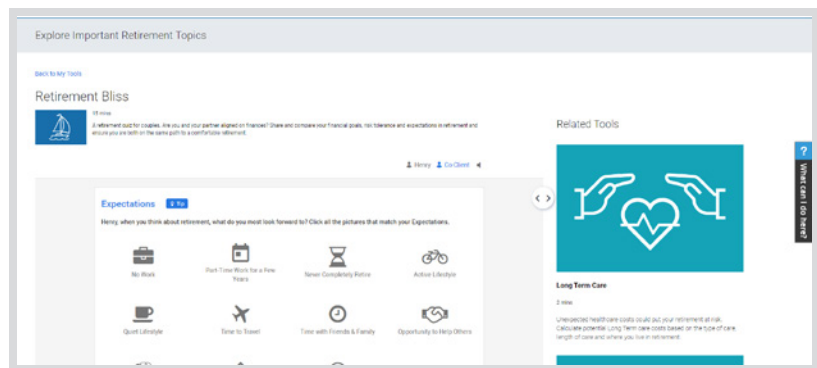 Explore Important Retirement Topics
Back to My Tools
Retirement Bliss
15 mins
A retirement quiz for couples. Are you and your partner aligned on finances? Share and compare your financial goals, risk tolerance and expectations in retirement and
ensure you are both on the same path to a comfortable retirement.
Henry Co-Client
Expectations
Henry, when you think about retirement, what do you most look forward to? Click all the pictures that match your Expectations.
No Work
Part-Time Work for a Few
Years
Never Completely Retire
Active Lifestyle
Quiet Lifestyle
Time to Travel
Time with Friends & Family
Opportunity to Help Others
Related Tools
Long Term Care
2 mins
Unexpected healthcare costs could put your retirement at risk.
Calculate potential Long Term care costs based on the type of care,
length of care and where you live in retirement.
?
What can I do here?